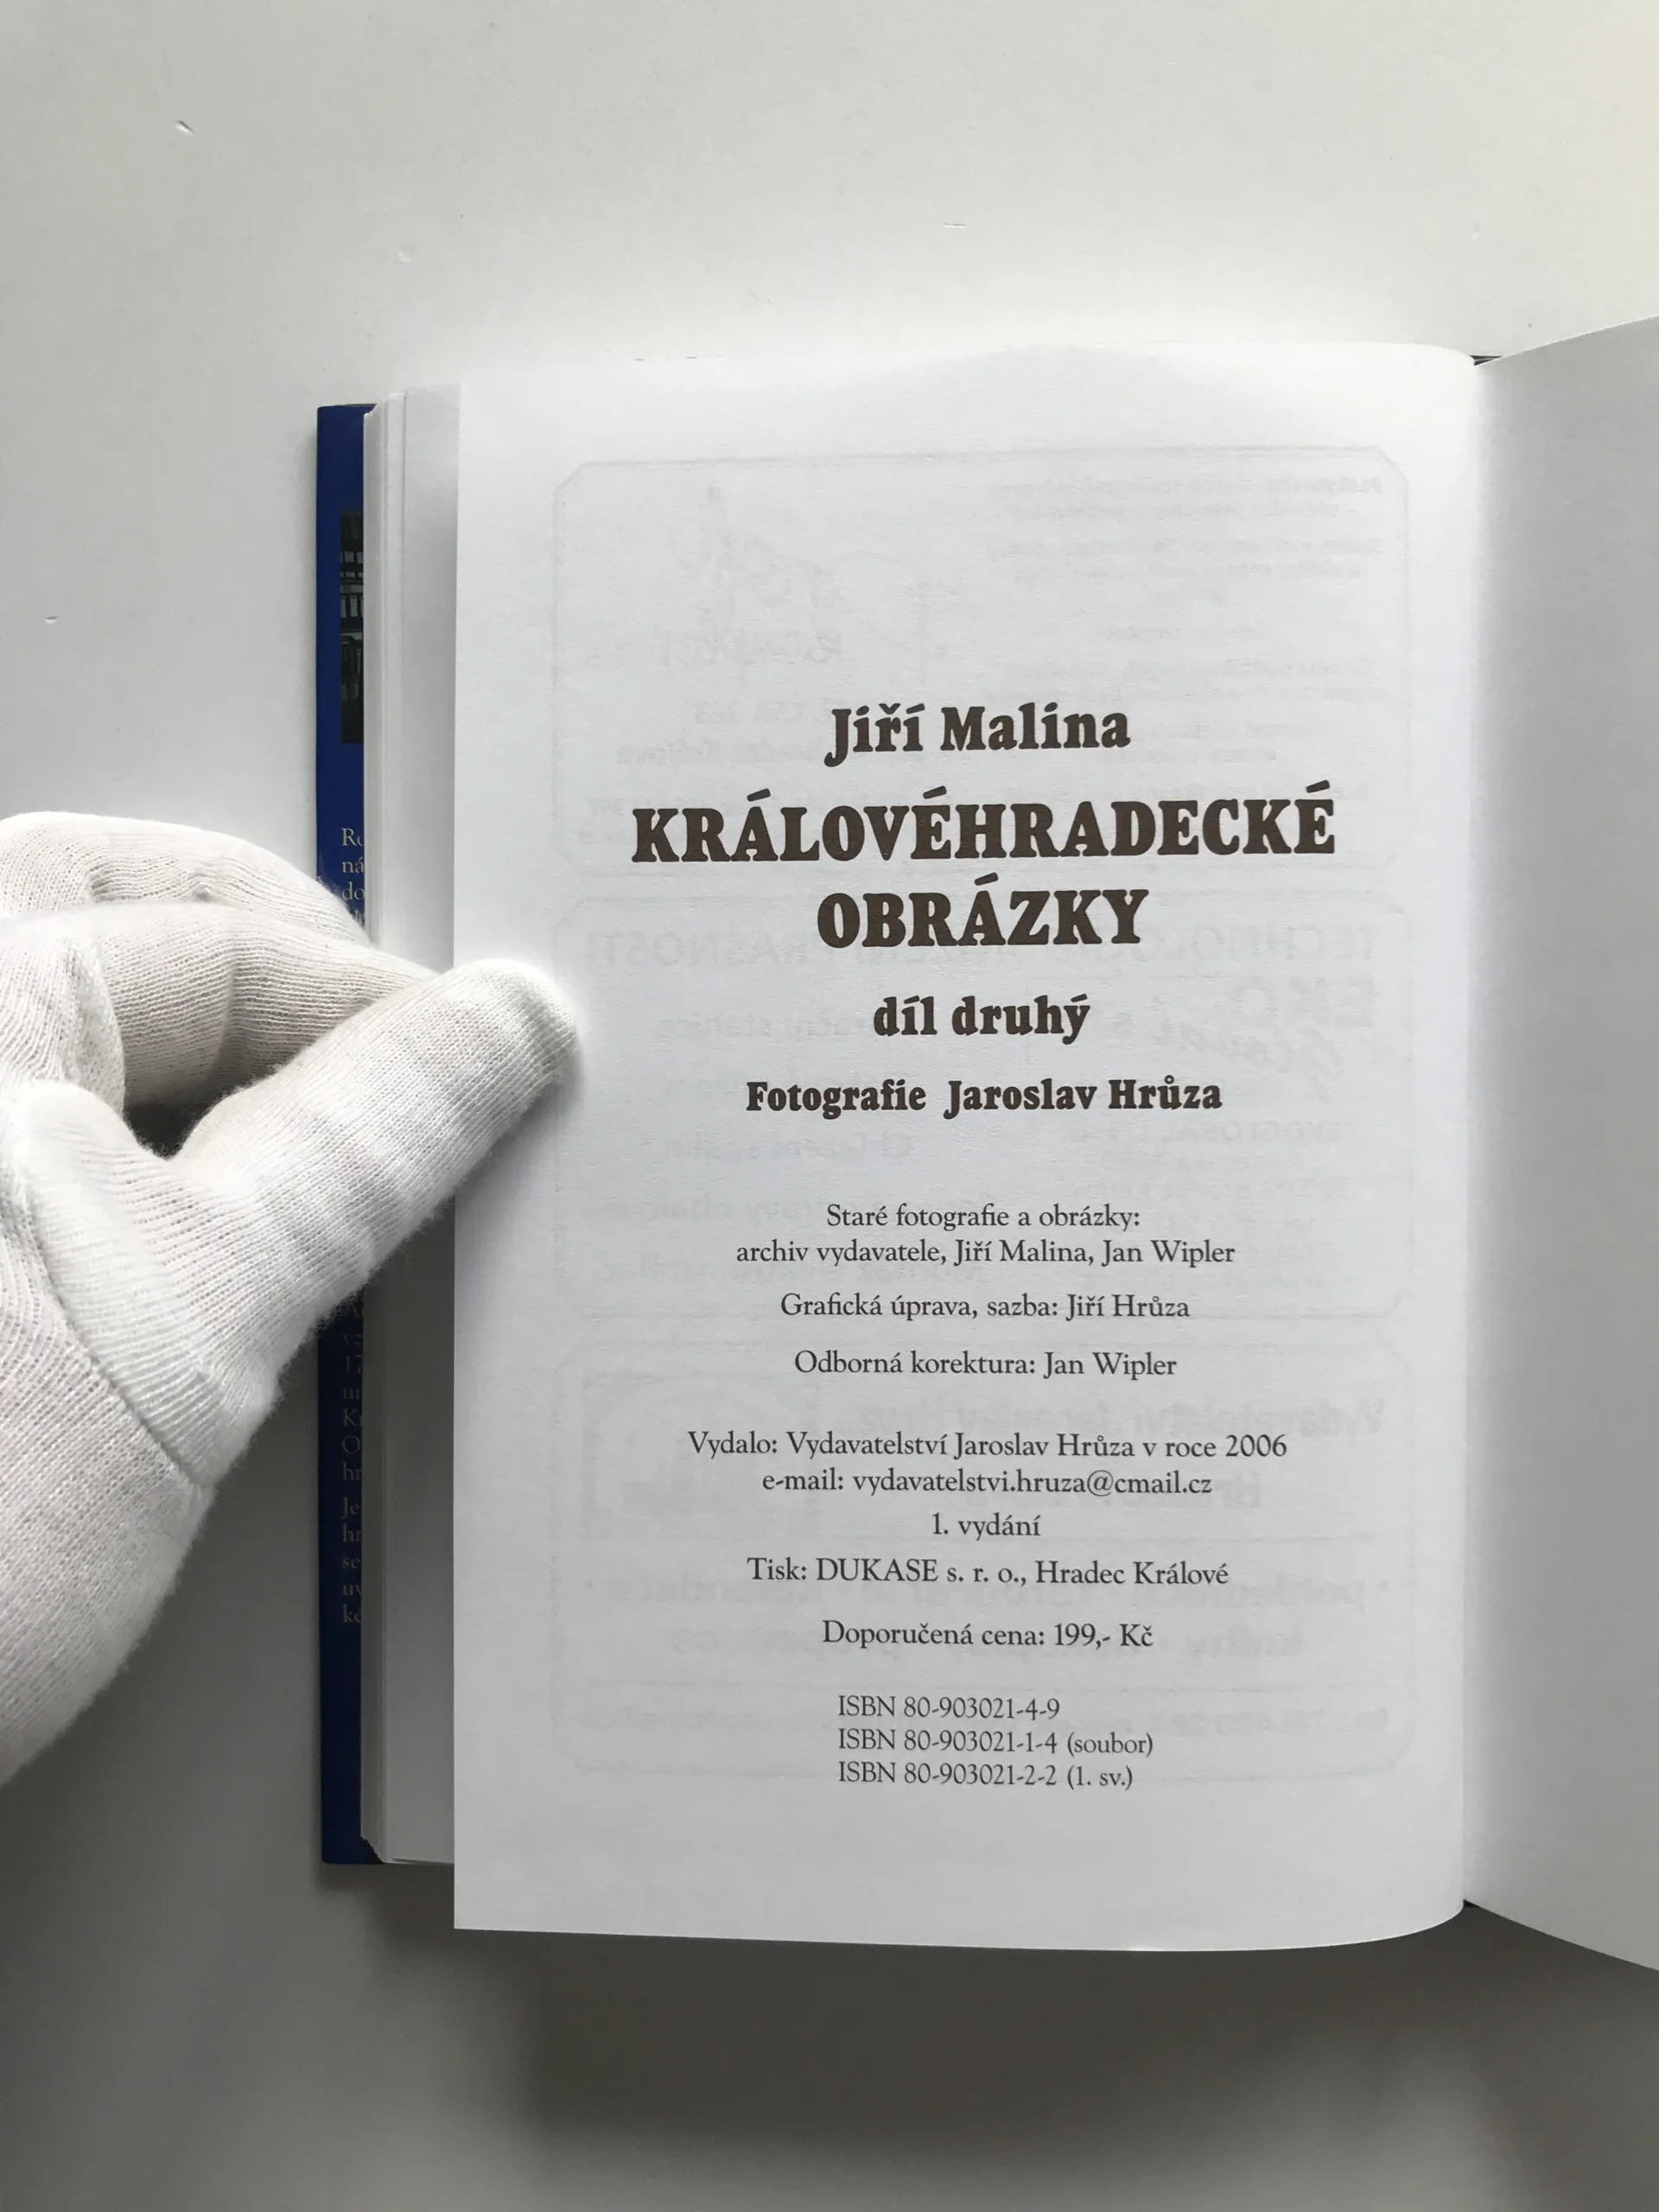 Jiří Malina
KRÁLOVÉHRADECKÉ
OBRÁZKY
díl druhý
Fotografie Jaroslav Hrůza
Staré fotografie a obrázky:
archiv vydavatele, Jiří Malina, Jan Wipler
Grafická úprava, sazba: Jiří Hrůza
Odborná korektura: Jan Wipler
Vydalo: Vydavatelství Jaroslav Hrůza v roce 2006
e-mail: vydavatelstvi.hruza@cmail.cz
1. vydání
Tisk: DUKASE s. r. o., Hradec Králové
Doporučená cena: 199,- Kč
ISBN 80-903021-4-9
ISBN 80-903021-1-4 (soubor)
ISBN 80-903021-2-2 (1. sv.)